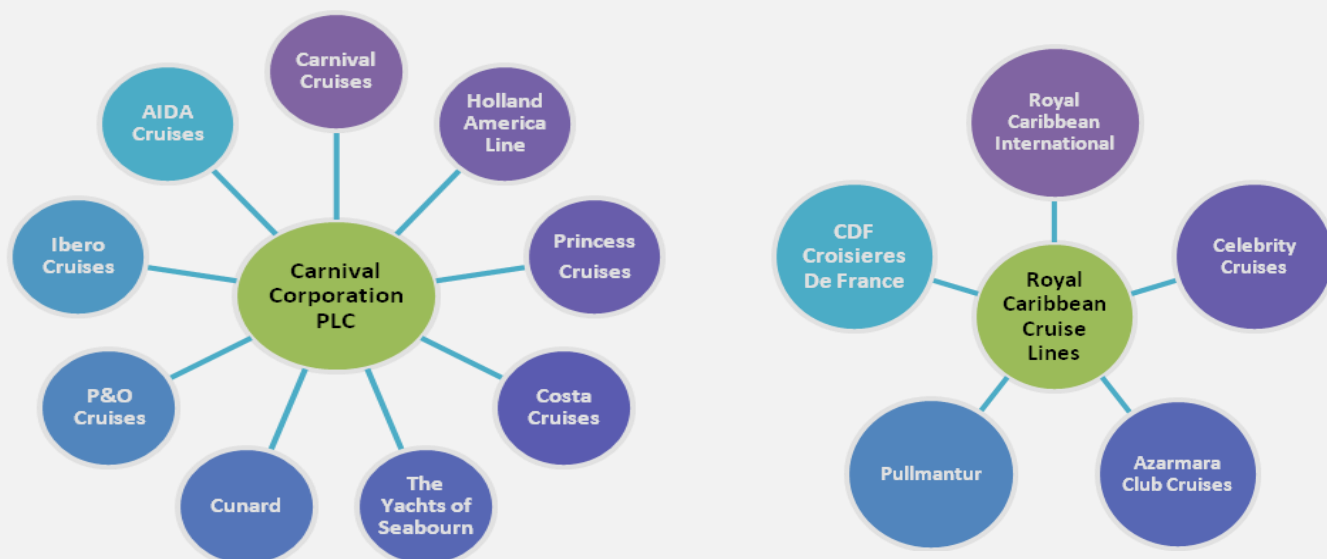 Carnival
Cruises
Holland
America
Line
Princess
Cruises
Costa
Cruises
The
Yachts of
Seabourn
Cunard
P&O
Cruises
Ibero
Cruises
AIDA
Cruises
Carnival
Corporation
PLC
Royal
Caribbean
International
Celebrity
Cruises
Azarmara
Club Cruises
Pullmantur
CDF
Croisieres
De France
Royal
Caribbean
Cruise
Lines